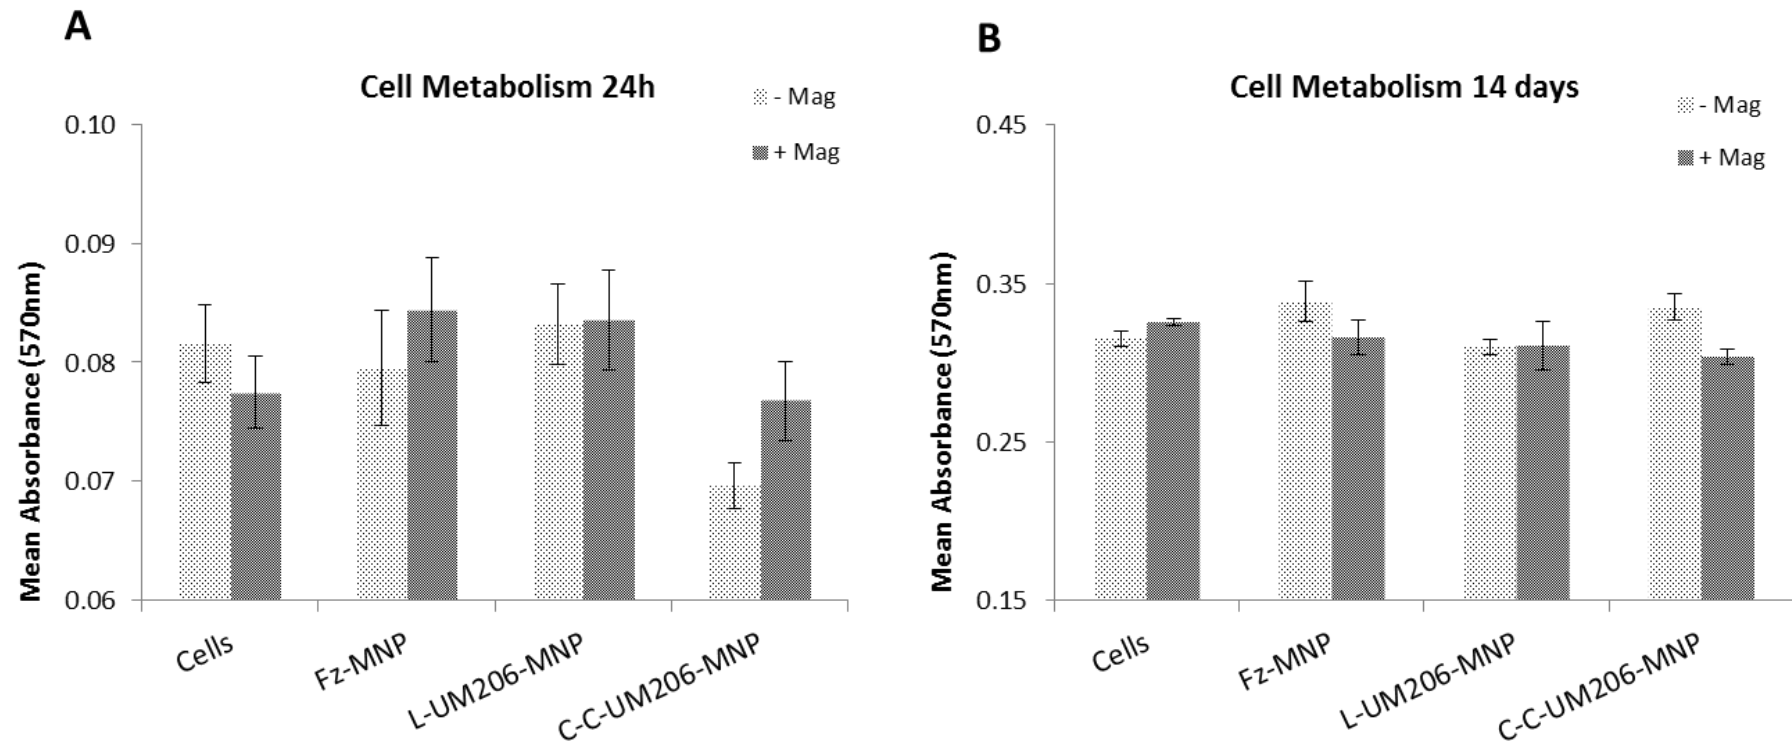 A
Cell Metabolism 24h
- Mag
+ Mag
0.10
0.09
0.08
0.07
0.06
Mean Absorbance (570nm)
Cells
Fz-MNP
L-UM206-MNP
C-C-UM206-MNP
B
Cell Metabolism 14 days
- Mag
+ Mag
0.45
0.35
0.25
0.15
Mean Absorbance (570nm)
Cells
Fz-MNP
L-UM206-MNP
C-C-UM206-MNP